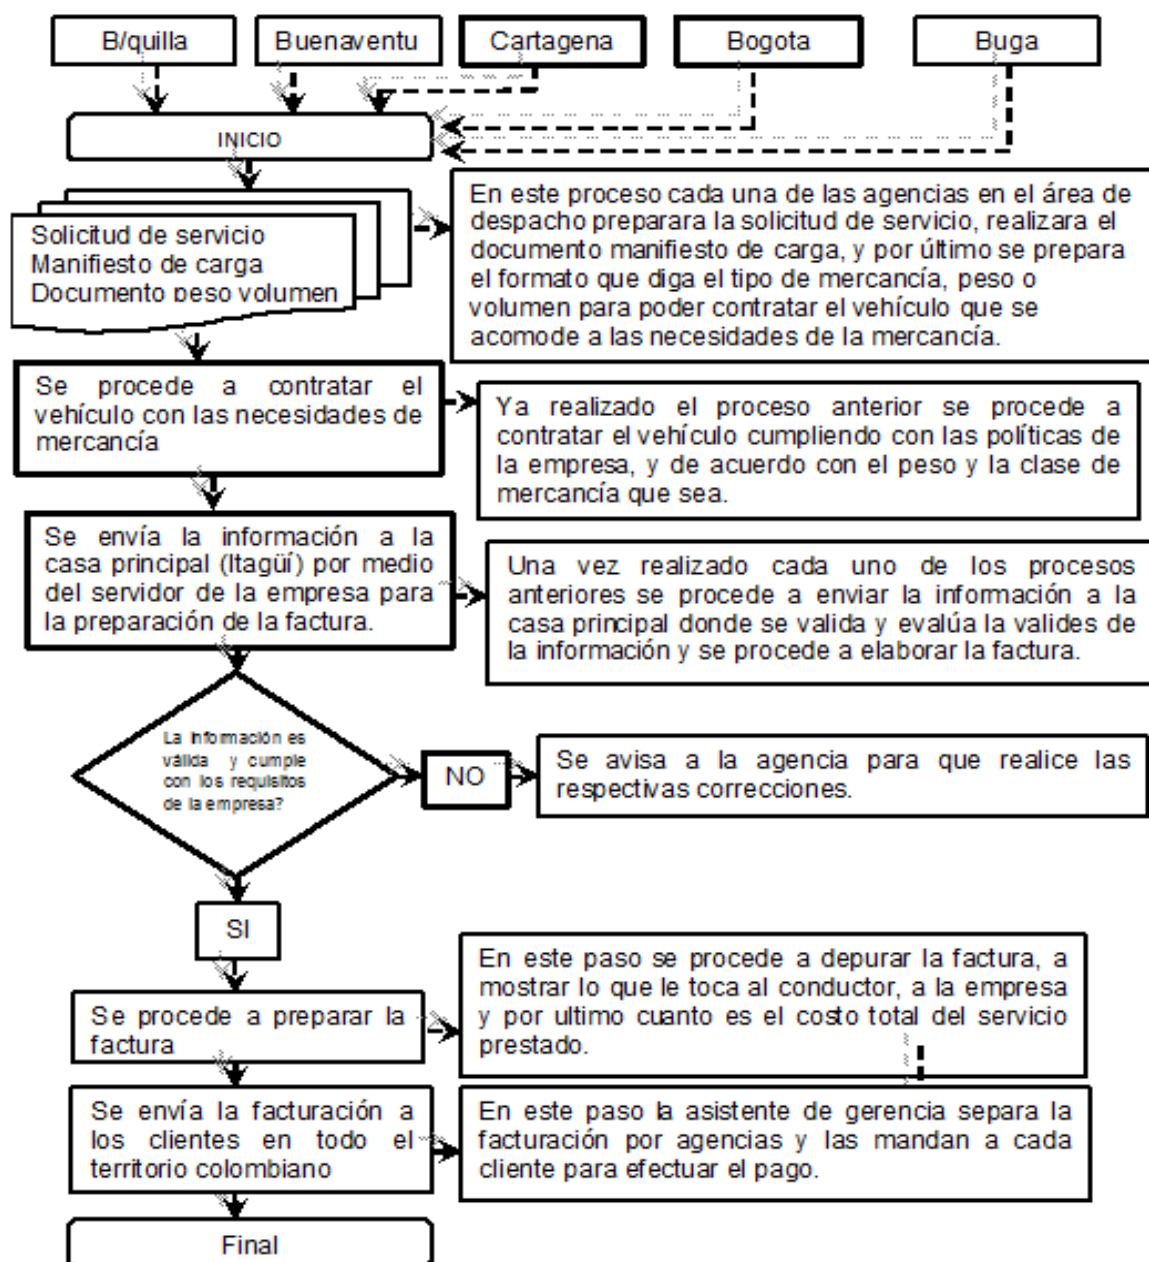 B/quilla
Buenaventu
Cartagena
Bogota
Buga
INICIO
Solicitud de servicio
Manifiesto de carga
Documento peso volumen
En este proceso cada una de las agencias en el área de
despacho preparara la solicitud de servicio, realizara el
documento manifiesto de carga, y por último se prepara
el formato que diga el tipo de mercancía, peso o
volumen para poder contratar el vehículo que se
acomode a las necesidades de la mercancía.
Se procede a contratar el
vehículo con las necesidades de
mercancía
Ya realizado el proceso anterior se procede a
contratar el vehículo cumpliendo con las políticas de
la empresa, y de acuerdo con el peso y la clase de
mercancía que sea.
Se envía la información a la
casa principal (Itagüí) por medio
del servidor de la empresa para
la preparación de la factura.
Una vez realizado cada uno de los procesos
anteriores se procede a enviar la información a la
casa principal donde se valida y evalúa la valides de
la información y se procede a elaborar la factura.
La información es
válida y cumple
con los requisitos
de la empresa?
NO
Se avisa a la agencia para que realice las
respectivas correcciones.
SI
Se procede a preparar la
factura
En este paso se procede a depurar la factura, a
mostrar lo que le toca al conductor, a la empresa
y por ultimo cuanto es el costo total del servicio
prestado.
Se envía la facturación a
los clientes en todo el
territorio colombiano
En este paso la asistente de gerencia separa la
facturación por agencias y las mandan a cada
cliente para efectuar el pago.
Final